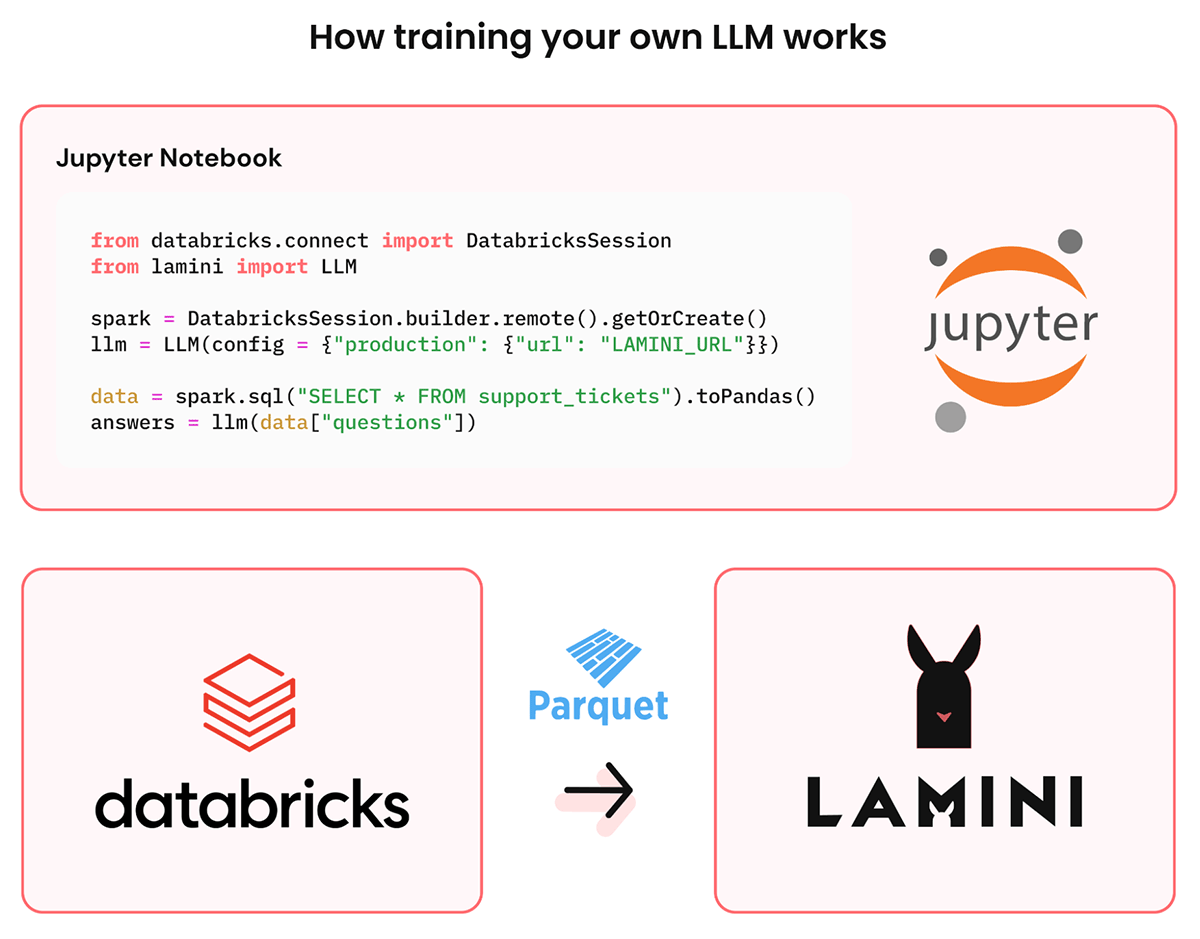 How training your own LLM works
Jupyter Notebook
from databricks.connect import DatabricksSession
from lamini import LLM
spark = DatabricksSession.builder.remote().getOrCreate()
llm = LLM(config = {"production": {"url": "LAMINI_URL"}})
data = spark.sql("SELECT * FROM support_tickets").toPandas()
answers = llm(data["questions"])
jupyter
databricks
Parquet
LAMINI